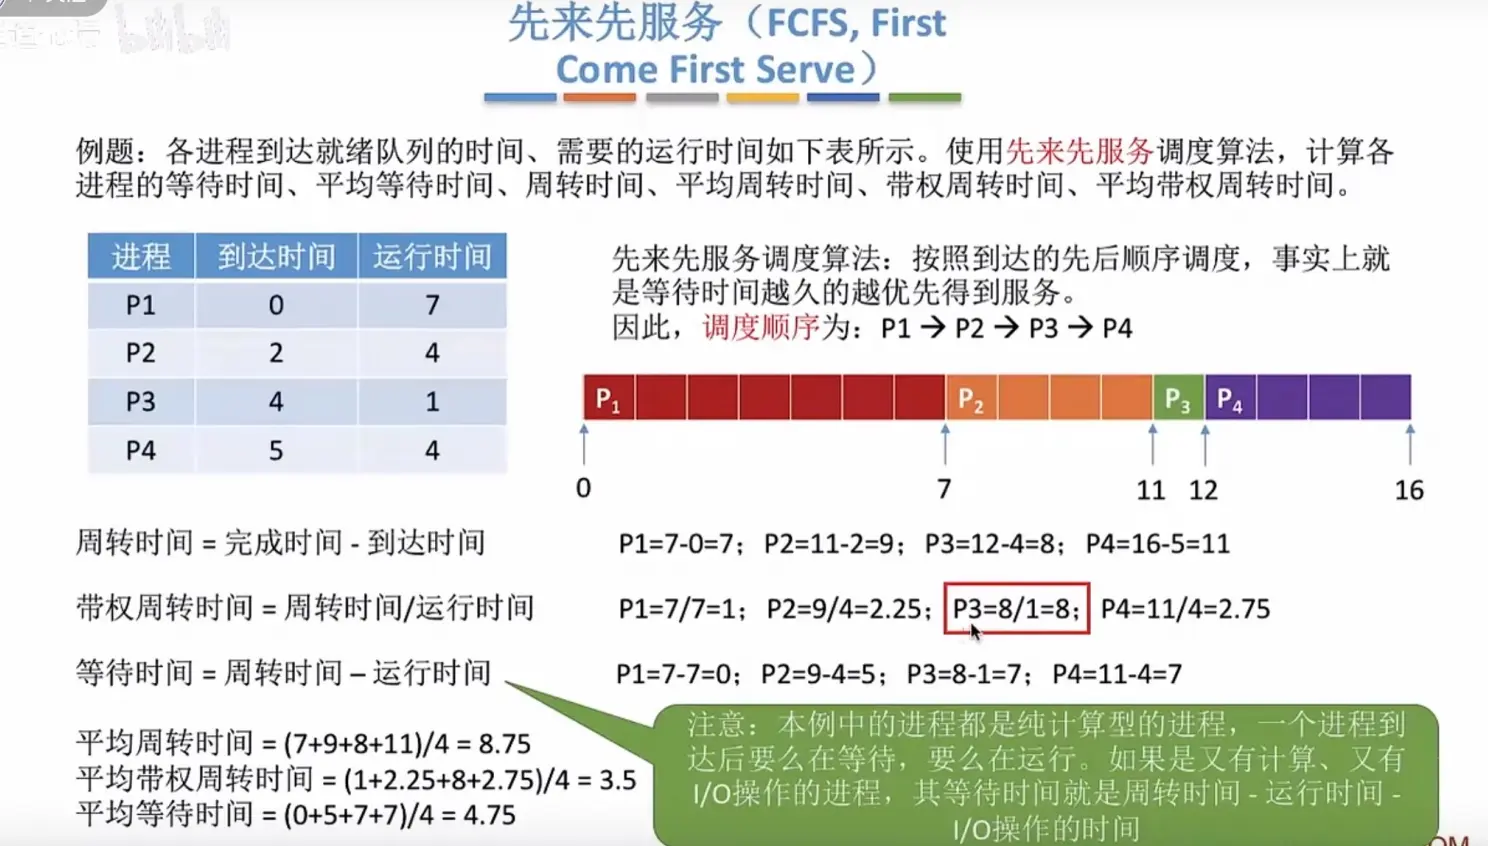 bilibili
先来先服务（FCFS, First
Come First Serve）
例题：各进程到达就绪队列的时间、需要的运行时间如下表所示。使用先来先服务调度算法，计算各
进程的等待时间、平均等待时间、周转时间、平均周转时间、带权周转时间、平均带权周转时间。
进程 到达时间 运行时间
P1 0 7
P2 2 4
P3 4 1
P4 5 4
先来先服务调度算法：按照到达的先后顺序调度，事实上就
是等待时间越久的越优先得到服务。
因此，调度顺序为：P1 → P2 → P3 → P4
P1 P2 P3 P4
0 7 11 12 16
周转时间 = 完成时间 - 到达时间
P1=7-0=7；P2=11-2=9；P3=12-4=8；P4=16-5=11
带权周转时间 = 周转时间/运行时间
P1=7/7=1；P2=9/4=2.25；P3=8/1=8；P4=11/4=2.75
等待时间 = 周转时间 – 运行时间
P1=7-7=0；P2=9-4=5；P3=8-1=7；P4=11-4=7
平均周转时间 = (7+9+8+11)/4 = 8.75
平均带权周转时间 = (1+2.25+8+2.75)/4 = 3.5
平均等待时间 = (0+5+7+7)/4 = 4.75
注意：本例中的进程都是纯计算型的进程，一个进程到
达后要么在等待，要么在运行。如果是又有计算、又有
I/O操作的进程，其等待时间就是周转时间 - 运行时间 -
I/O操作的时间